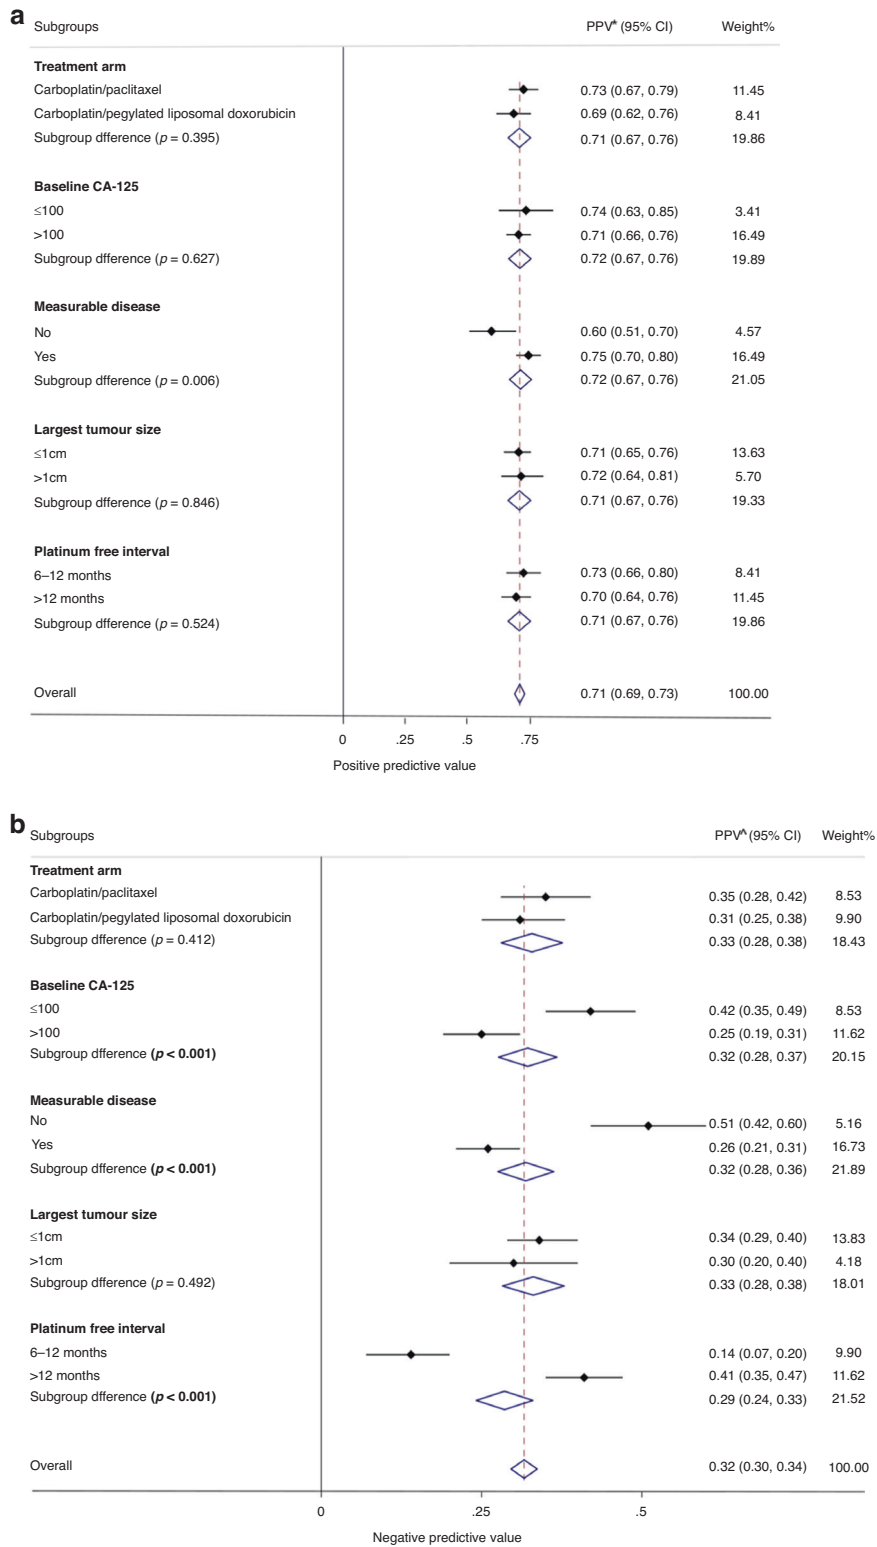 a
Subgroups PPV* (95% CI) Weight%
Treatment arm
Carboplatin/paclitaxel 0.73 (0.67, 0.79) 11.45
Carboplatin/pegylated liposomal doxorubicin 0.69 (0.62, 0.76) 8.41
Subgroup dfference (p = 0.395) 0.71 (0.67, 0.76) 19.86
Baseline CA-125
≤100 0.74 (0.63, 0.85) 3.41
>100 0.71 (0.66, 0.76) 16.49
Subgroup dfference (p = 0.627) 0.72 (0.67, 0.76) 19.89
Measurable disease
No 0.60 (0.51, 0.70) 4.57
Yes 0.75 (0.70, 0.80) 16.49
Subgroup dfference (p = 0.006) 0.72 (0.67, 0.76) 21.05
Largest tumour size
≤1cm 0.71 (0.65, 0.76) 13.63
>1cm 0.72 (0.64, 0.81) 5.70
Subgroup dfference (p = 0.846) 0.71 (0.67, 0.76) 19.33
Platinum free interval
6–12 months 0.73 (0.66, 0.80) 8.41
>12 months 0.70 (0.64, 0.76) 11.45
Subgroup dfference (p = 0.524) 0.71 (0.67, 0.76) 19.86
Overall 0.71 (0.69, 0.73) 100.00
0 .25 .5 .75
Positive predictive value
b
Subgroups PPV^ (95% CI) Weight%
Treatment arm
Carboplatin/paclitaxel 0.35 (0.28, 0.42) 8.53
Carboplatin/pegylated liposomal doxorubicin 0.31 (0.25, 0.38) 9.90
Subgroup dfference (p = 0.412) 0.33 (0.28, 0.38) 18.43
Baseline CA-125
≤100 0.42 (0.35, 0.49) 8.53
>100 0.25 (0.19, 0.31) 11.62
Subgroup dfference (p < 0.001) 0.32 (0.28, 0.37) 20.15
Measurable disease
No 0.51 (0.42, 0.60) 5.16
Yes 0.26 (0.21, 0.31) 16.73
Subgroup dfference (p < 0.001) 0.32 (0.28, 0.36) 21.89
Largest tumour size
≤1cm 0.34 (0.29, 0.40) 13.83
>1cm 0.30 (0.20, 0.40) 4.18
Subgroup dfference (p = 0.492) 0.33 (0.28, 0.38) 18.01
Platinum free interval
6–12 months 0.14 (0.07, 0.20) 9.90
>12 months 0.41 (0.35, 0.47) 11.62
Subgroup dfference (p < 0.001) 0.29 (0.24, 0.33) 21.52
Overall 0.32 (0.30, 0.34) 100.00
0 .25 .5
Negative predictive value